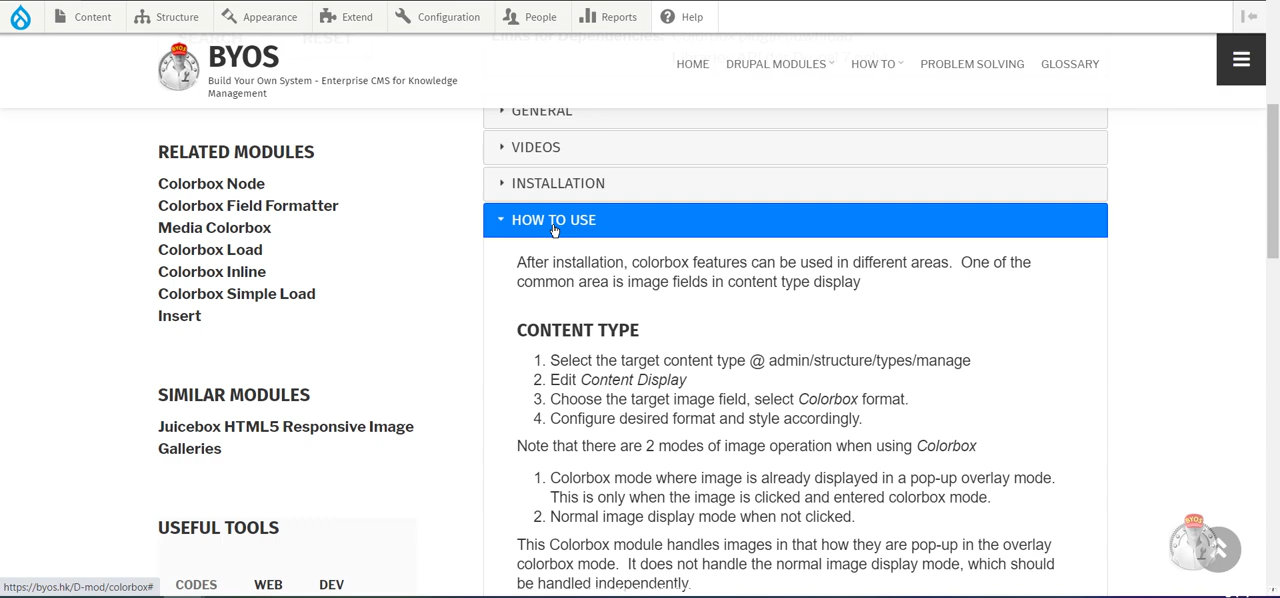 Content
Structure
Appearance
Extend
Configuration
People
Reports
Help
SEARCH
RESET
Links for Dependencies:
BYOS
Build Your Own System - Enterprise CMS for Knowledge
Management
HOME
DRUPAL MODULES
HOW TO
PROBLEM SOLVING
GLOSSARY
RELATED MODULES
Colorbox Node
Colorbox Field Formatter
Media Colorbox
Colorbox Load
Colorbox Inline
Colorbox Simple Load
Insert
SIMILAR MODULES
Juicebox HTML5 Responsive Image
Galleries
USEFUL TOOLS
CODES
WEB
DEV
GENERAL
VIDEOS
INSTALLATION
HOW TO USE
After installation, colorbox features can be used in different areas. One of the
common area is image fields in content type display
CONTENT TYPE
1. Select the target content type @ admin/structure/types/manage
2. Edit Content Display
3. Choose the target image field, select Colorbox format.
4. Configure desired format and style accordingly.
Note that there are 2 modes of image operation when using Colorbox
1. Colorbox mode where image is already displayed in a pop-up overlay mode.
This is only when the image is clicked and entered colorbox mode.
2. Normal image display mode when not clicked.
This Colorbox module handles images in that how they are pop-up in the overlay
colorbox mode. It does not handle the normal image display mode, which should
be handled independently.
https://byos.hk/D-mod/colorbox#